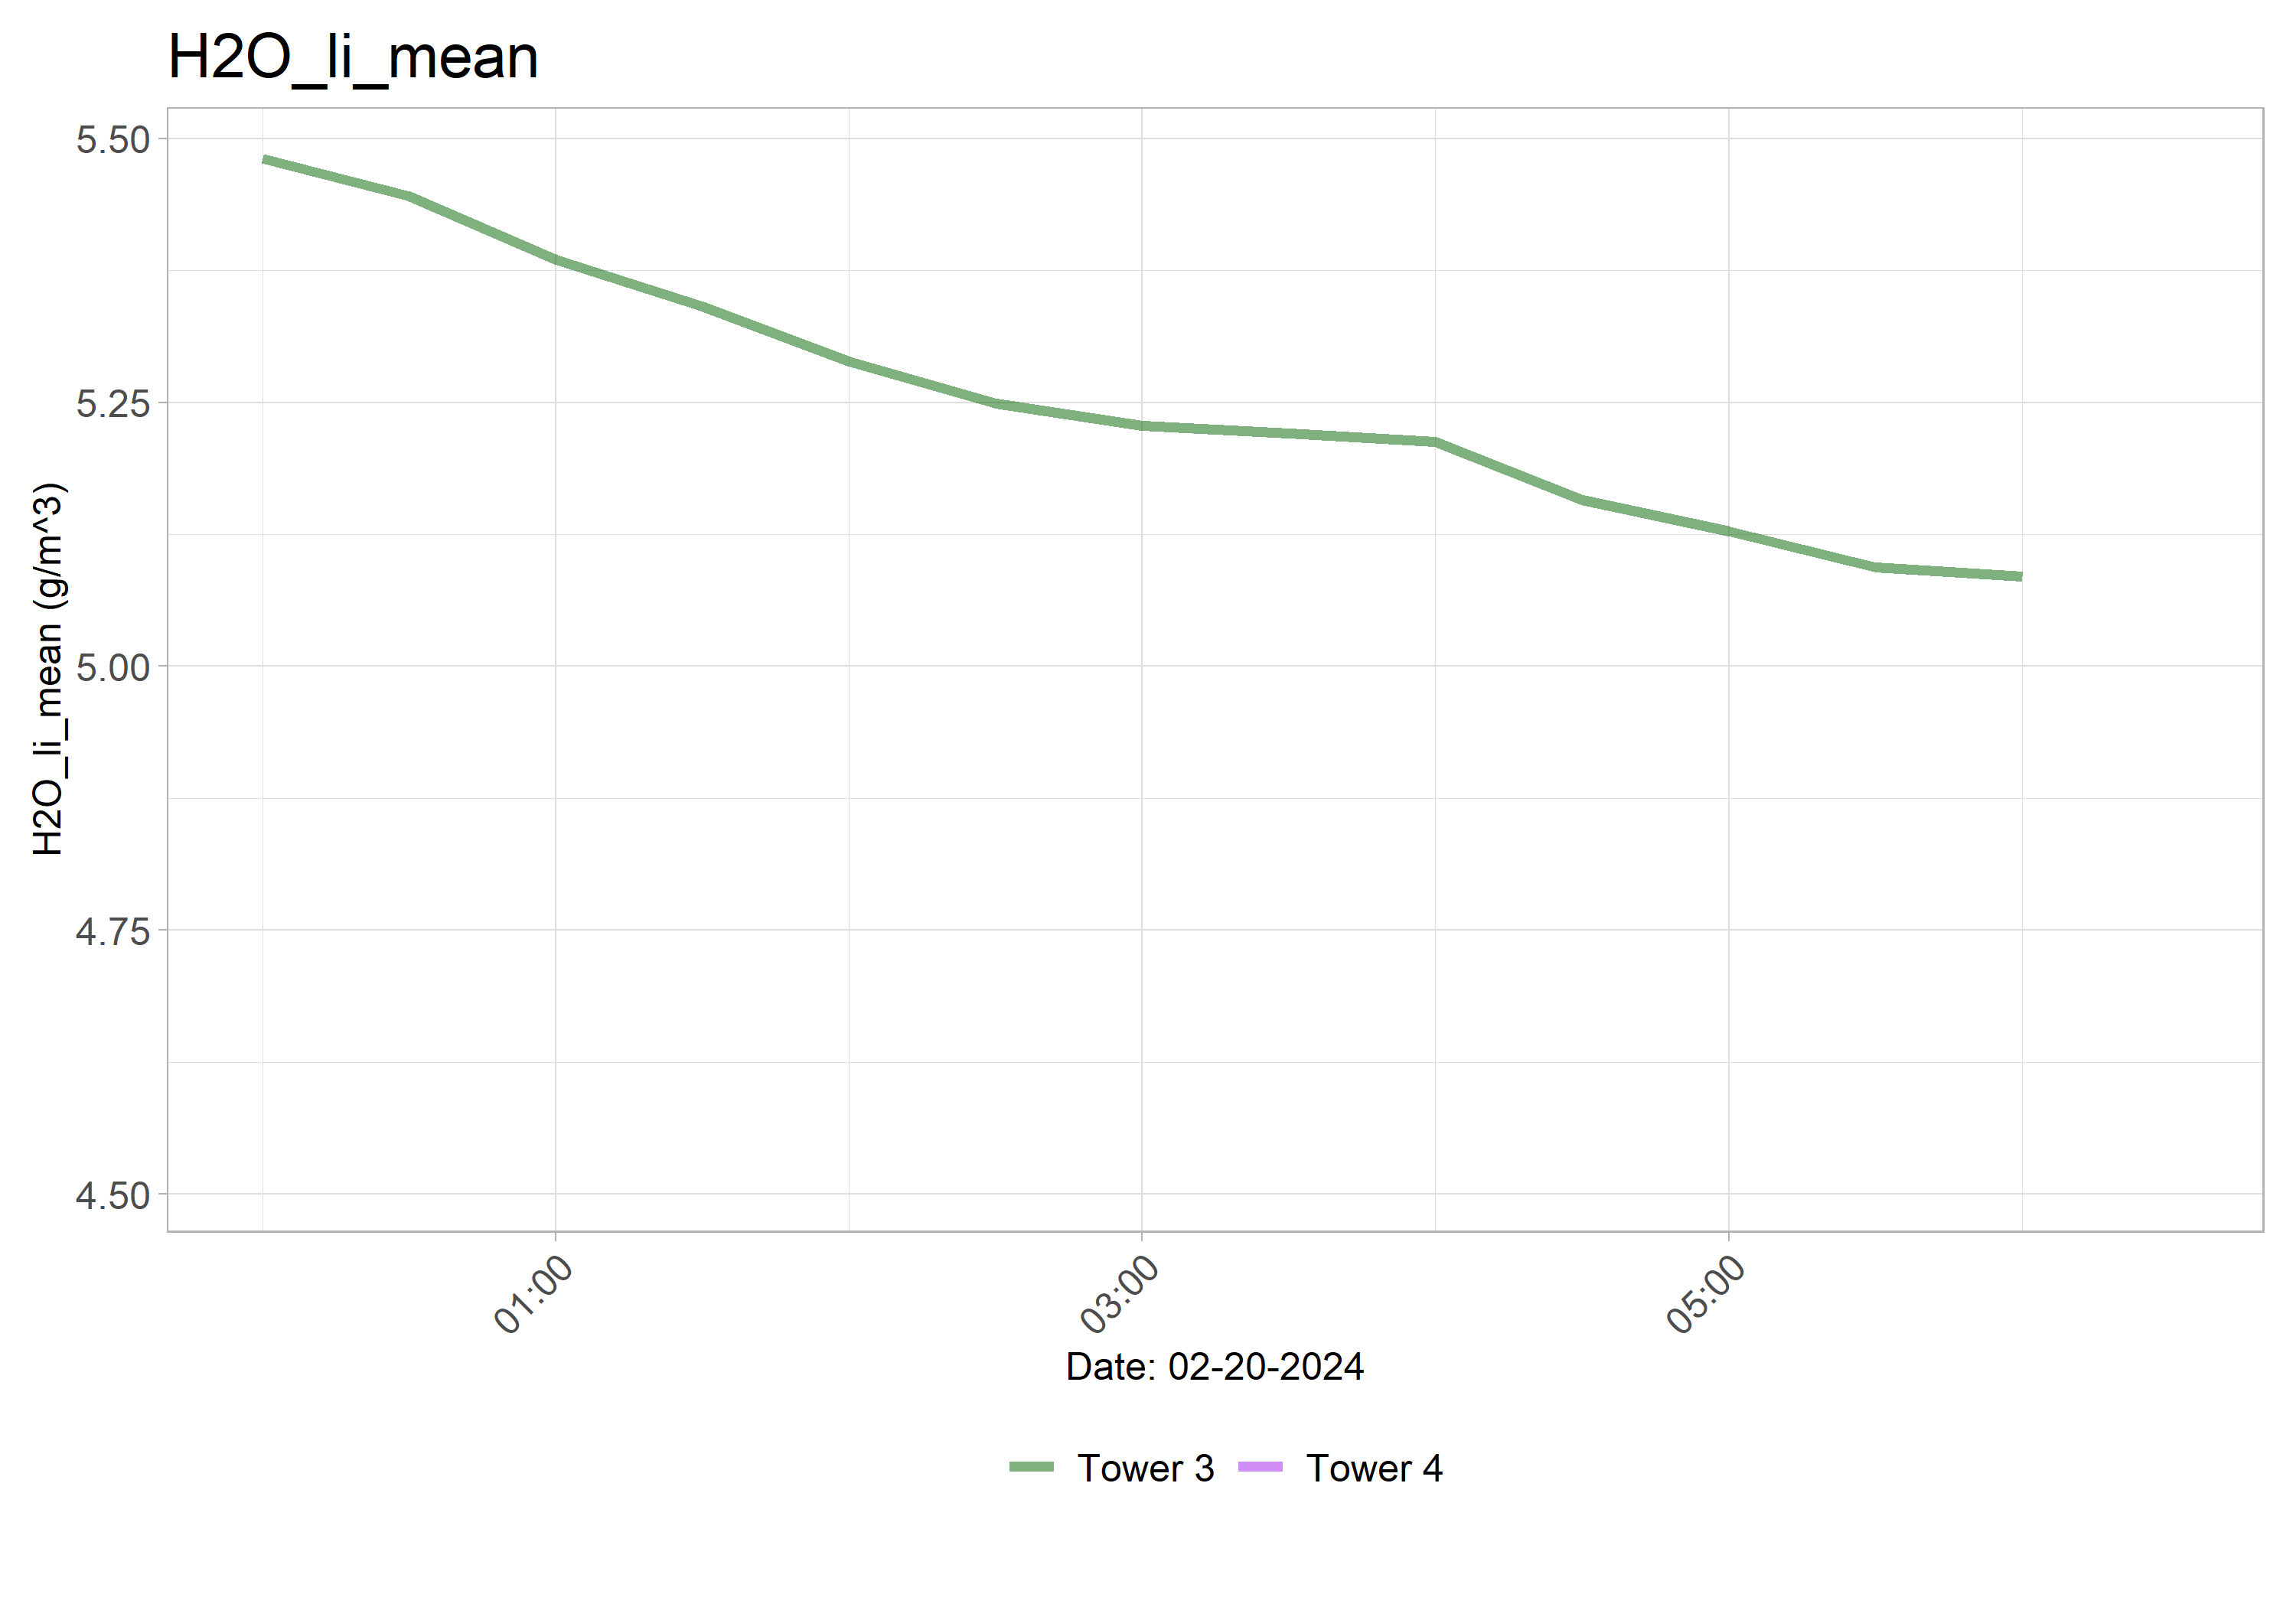 H2O_li_mean
H2O_li_mean (g/m^3)
5.50
5.25
5.00
4.75
4.50
01:00
03:00
05:00
Date: 02-20-2024
Tower 3
Tower 4